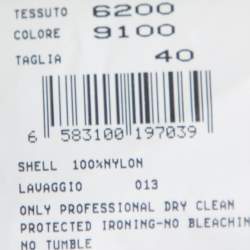 TESSUTO 6200
COLORE 9100
TAGLIA 40
6 583100 197039
SHELL 100%NYLON
LAVAGGIO 013
ONLY PROFESSIONAL DRY CLEAN
PROTECTED IRONING-NO BLEACHIN
NO TUMBLE